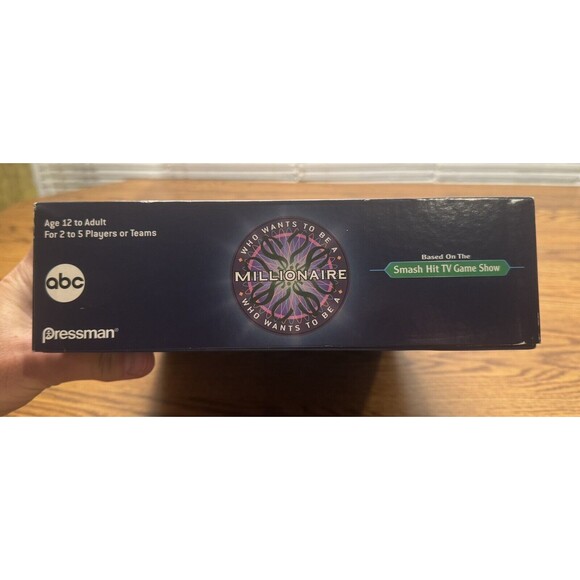 Age 12 to Adult
For 2 to 5 Players or Teams
abc
Pressman®
WHO WANTS TO BE A
MILLIONAIRE
WHO WANTS TO BE A
Based On The
Smash Hit TV Game Show